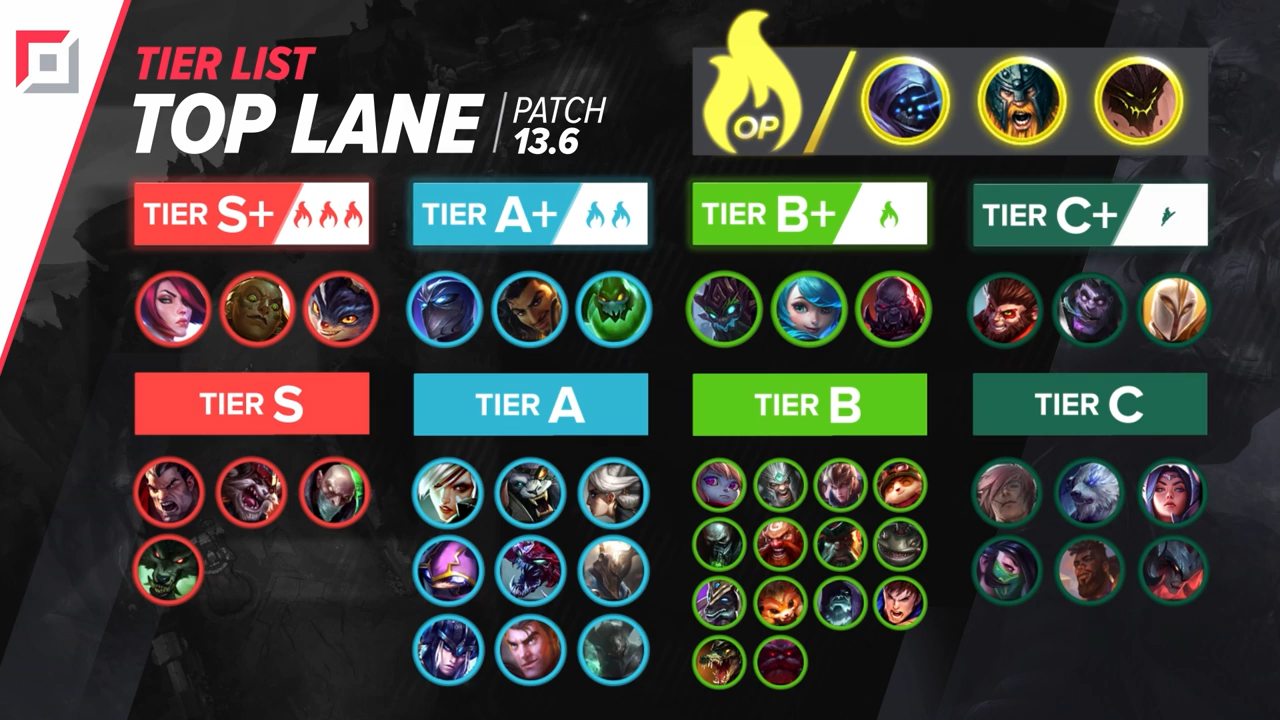 TIER LIST
TOP LANE
PATCH
13.6
OP
TIER S+
TIER A+
TIER B+
TIER C+
TIER S
TIER A
TIER B
TIER C